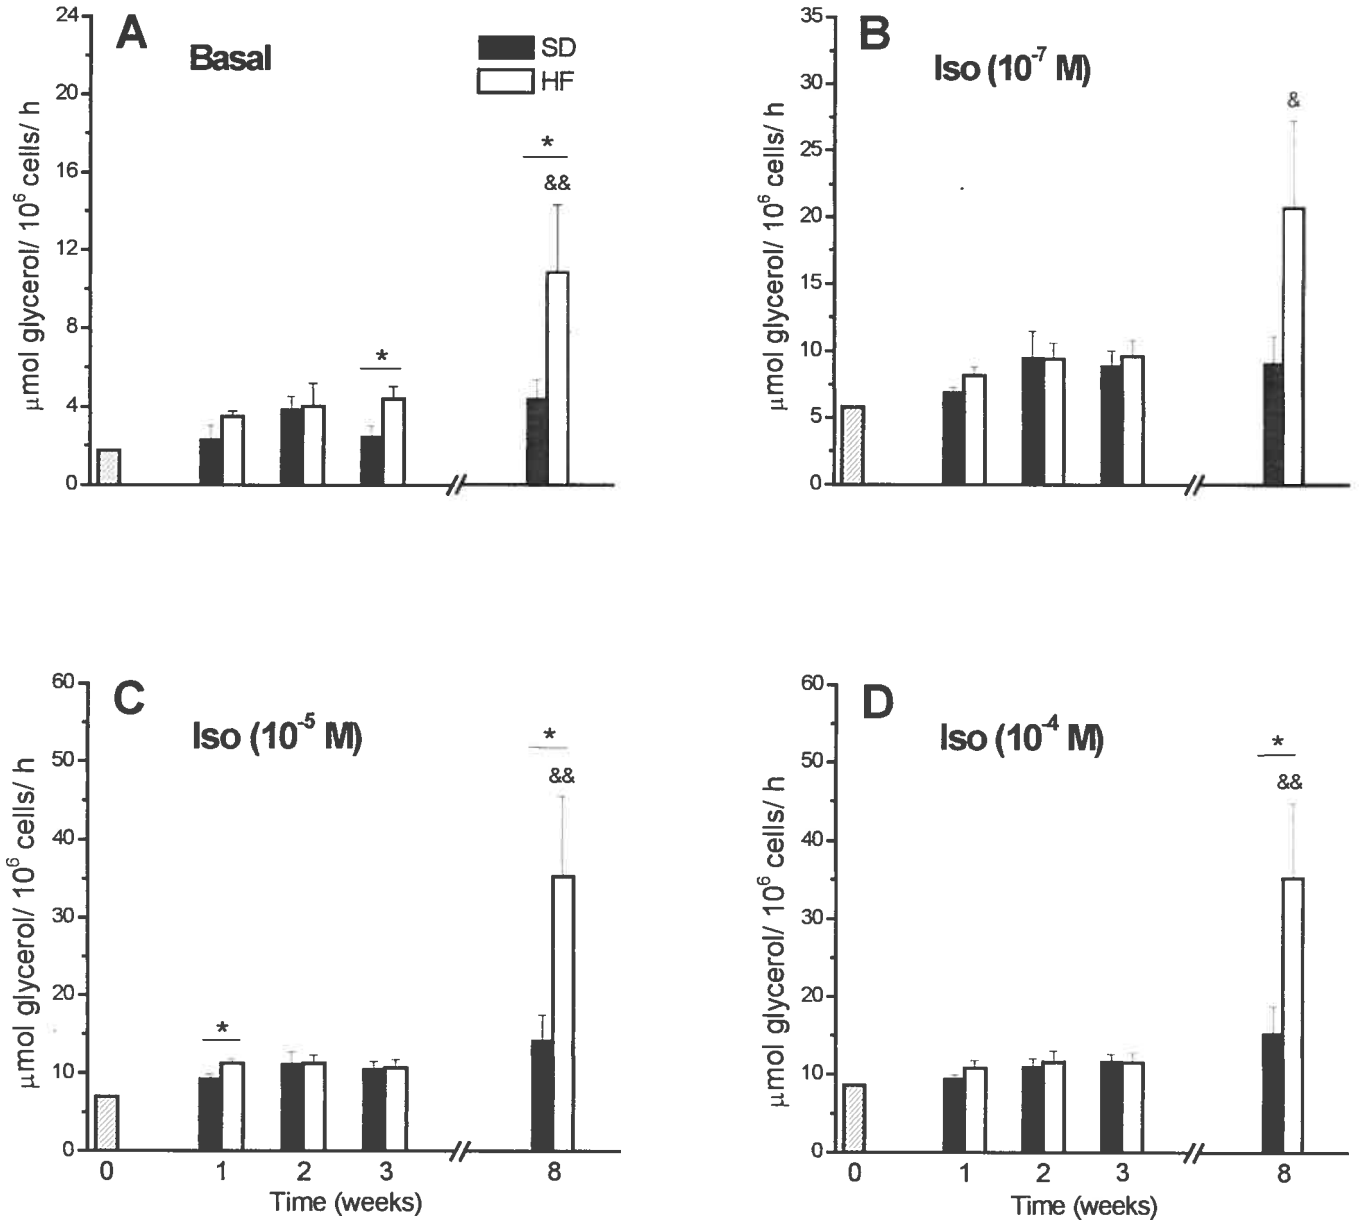 A
Basal
SD
HF
24
20
16
12
8
4
0
μmol glycerol/ 10⁶ cells/ h
*
*
&&
B
Iso (10⁻⁷ M)
35
30
25
20
15
10
5
0
μmol glycerol/ 10⁶ cells/ h
&
C
Iso (10⁻⁵ M)
60
50
40
30
20
10
0
μmol glycerol/ 10⁶ cells/ h
*
*
&&
0 1 2 3 8
Time (weeks)
D
Iso (10⁻⁴ M)
60
50
40
30
20
10
0
μmol glycerol/ 10⁶ cells/ h
*
&&
0 1 2 3 8
Time (weeks)